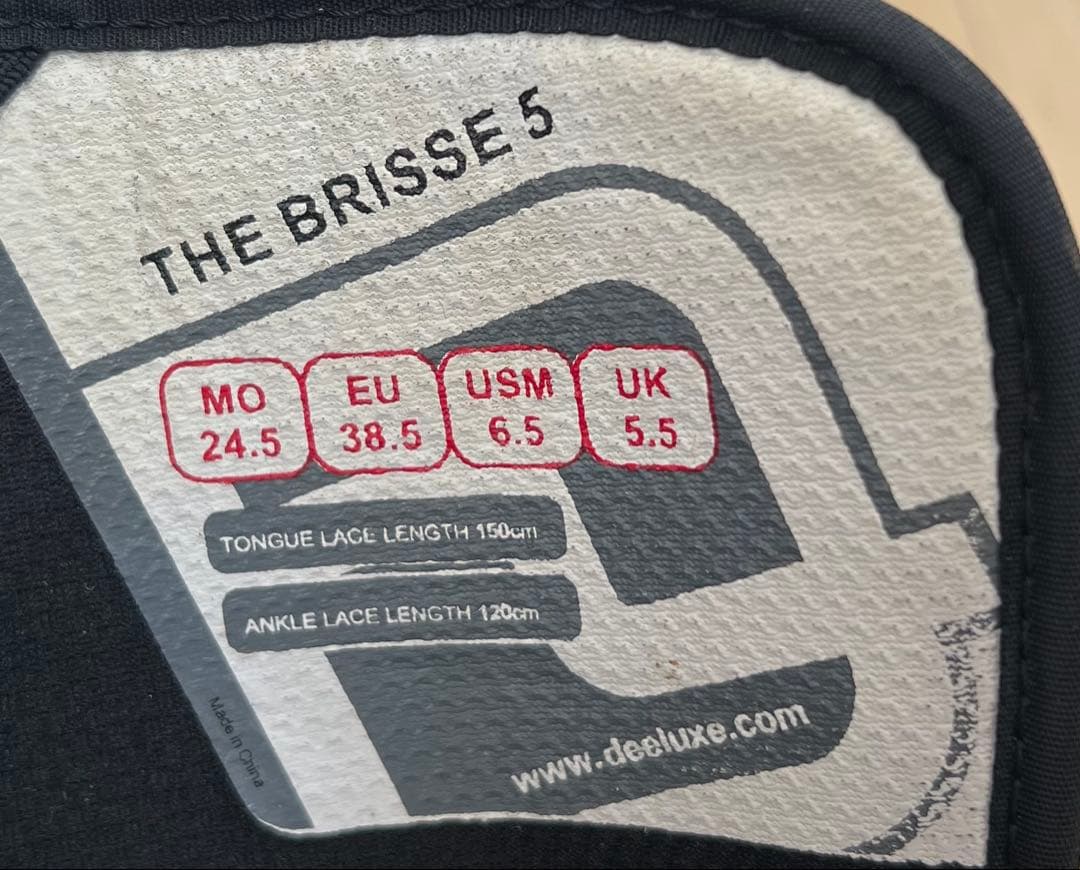 THE BRISSE 5
MO EU USM UK
24.5 38.5 6.5 5.5
TONGUE LACE LENGTH 150cm
ANKLE LACE LENGTH 120cm
www.deeluxe.com
Made in China